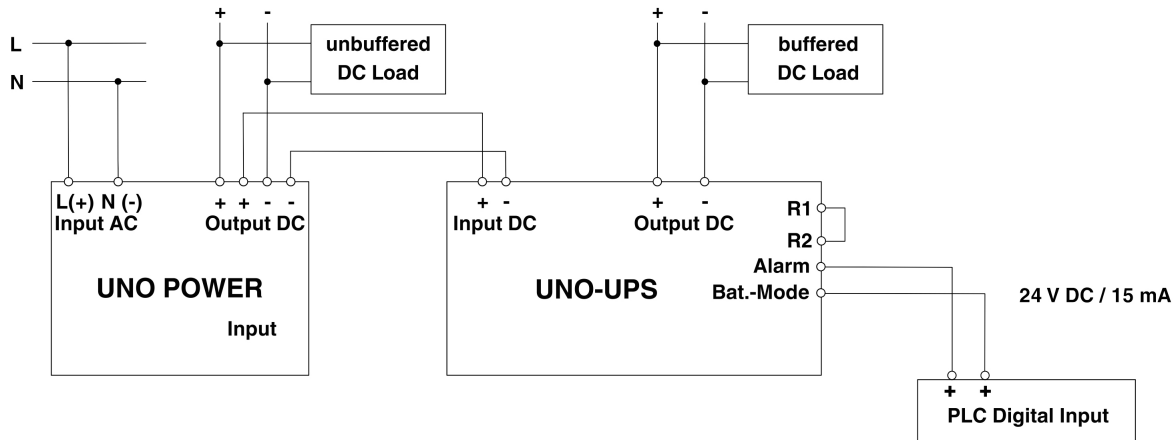 + -
+ -
L
unbuffered
DC Load
buffered
DC Load
N
L(+) N (-)
+ + - -
+ -
+ -
Input AC
Output DC
Input DC
Output DC
R1
R2
Alarm
UNO POWER
UNO-UPS
Bat.-Mode
24 V DC / 15 mA
Input
+ +
PLC Digital Input